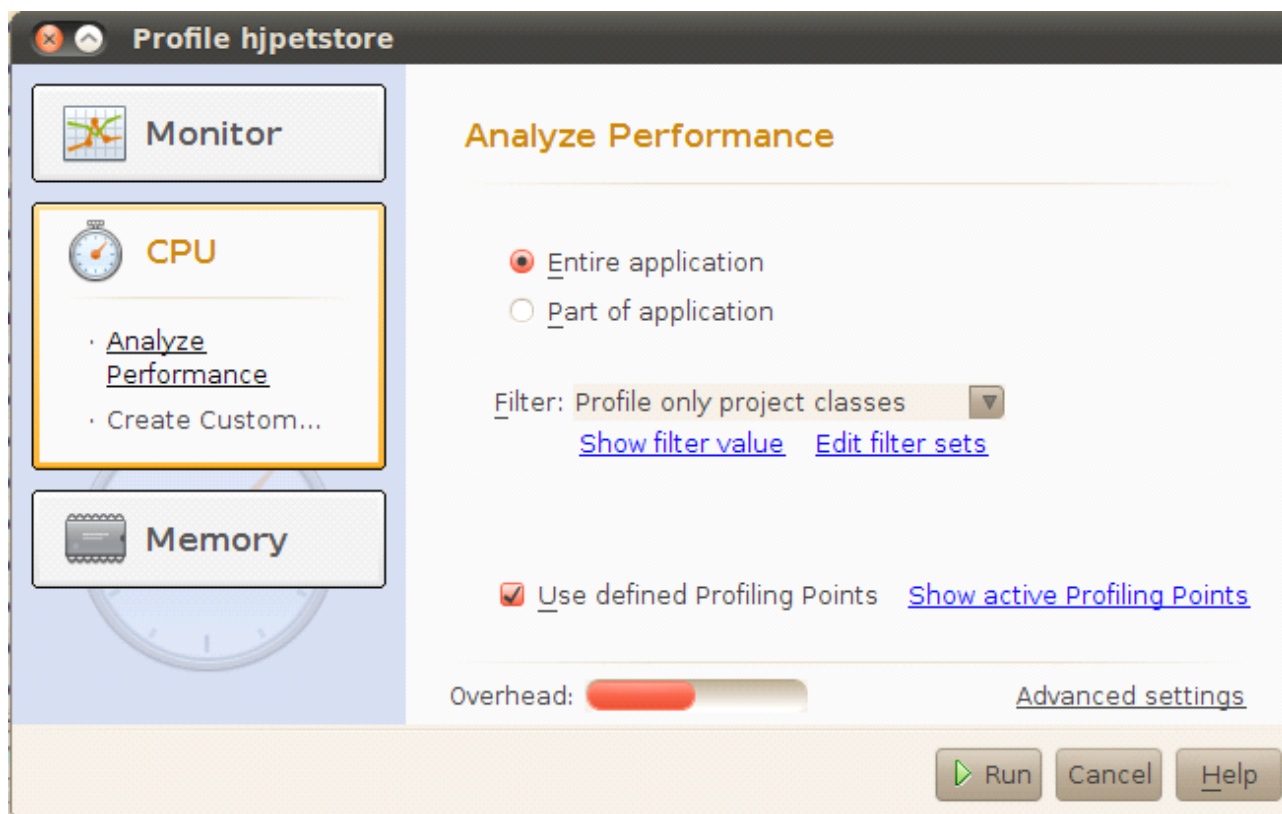 Profile hjpetstore
Monitor
CPU
· Analyze
Performance
· Create Custom...
Memory
Analyze Performance
Entire application
Part of application
Filter: Profile only project classes
Show filter value Edit filter sets
Use defined Profiling Points Show active Profiling Points
Overhead: Advanced settings
Run Cancel Help